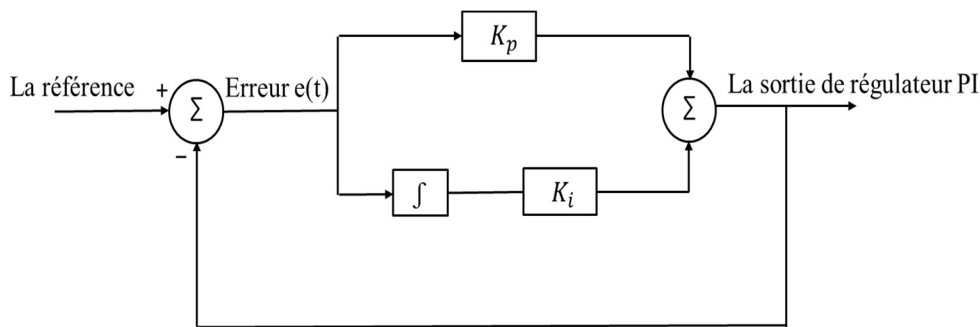 La référence
+
Σ
−
Erreur e(t)
K_p
∫
K_i
Σ
La sortie de régulateur PI